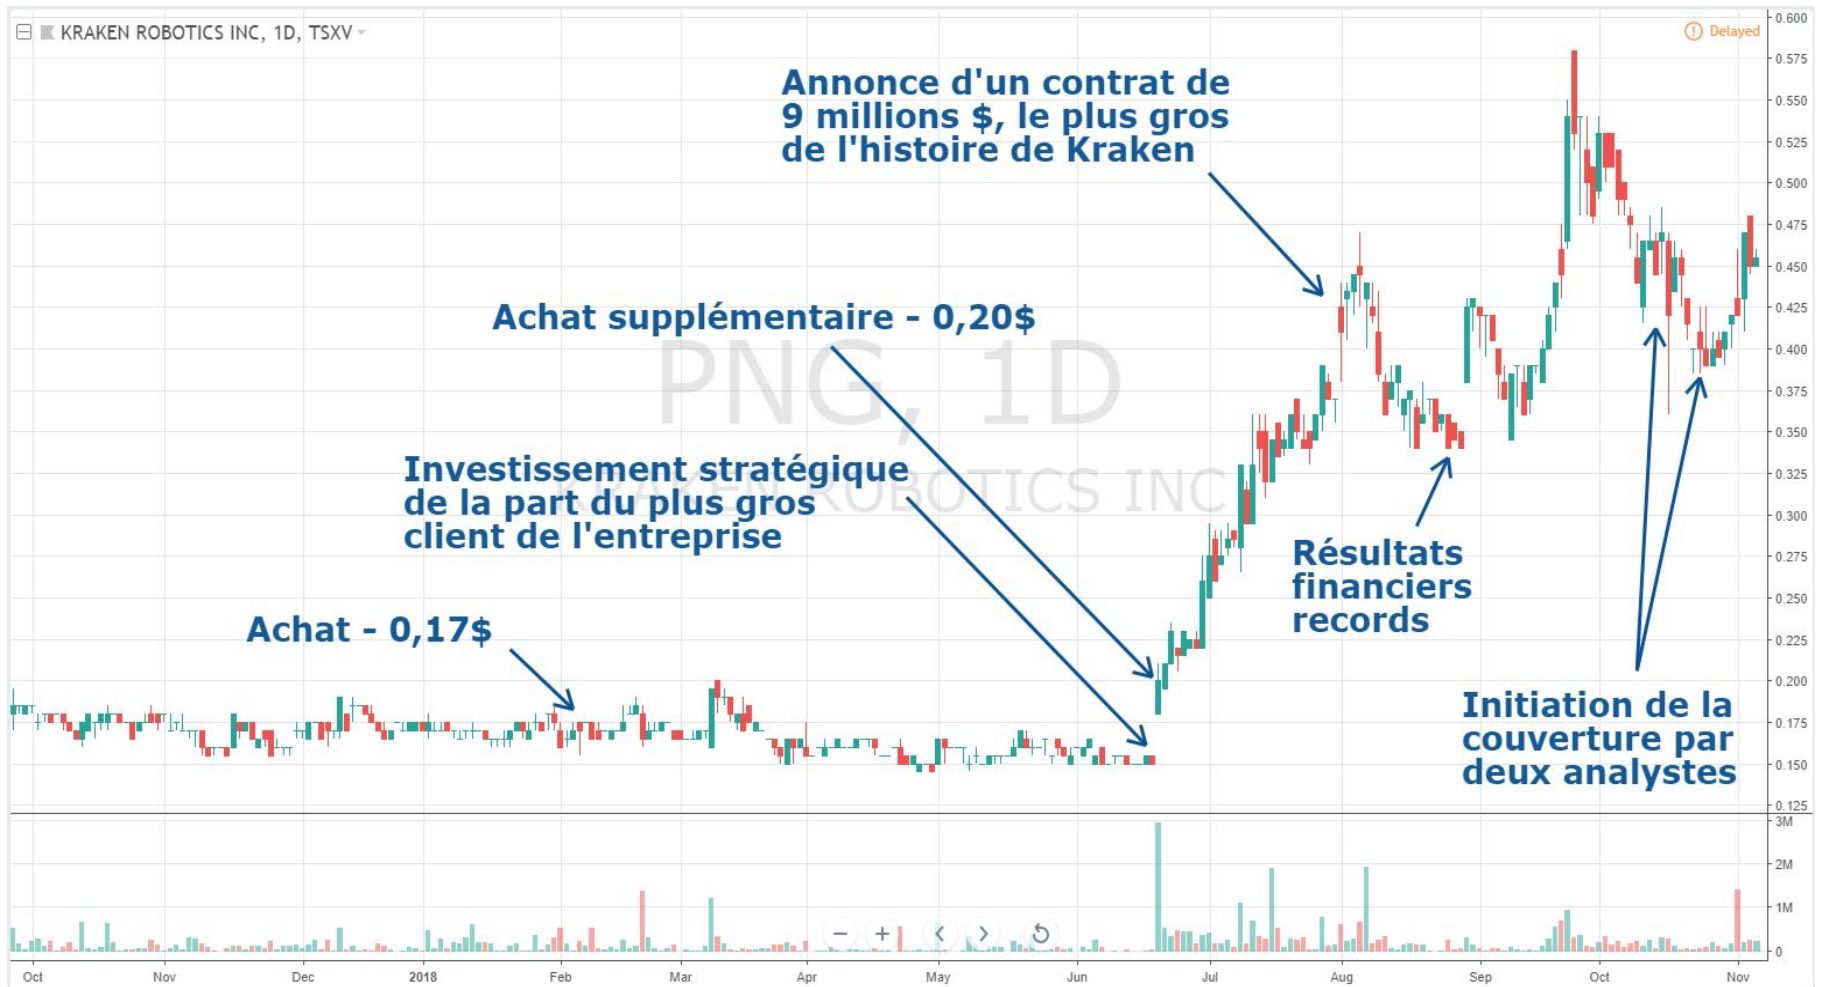 KRAKEN ROBOTICS INC, 1D, TSXV
Delayed
Annonce d'un contrat de
9 millions $, le plus gros
de l'histoire de Kraken
Achat supplémentaire - 0,20$
PNG, 1D
KRAKEN ROBOTICS INC
Investissement stratégique
de la part du plus gros
client de l'entreprise
Achat - 0,17$
Résultats
financiers
records
Initiation de la
couverture par
deux analystes
0.600
0.575
0.550
0.525
0.500
0.475
0.450
0.425
0.400
0.375
0.350
0.325
0.300
0.275
0.250
0.225
0.200
0.175
0.150
0.125
3M
2M
1M
0
Oct Nov Dec 2018 Feb Mar Apr May Jun Jul Aug Sep Oct Nov